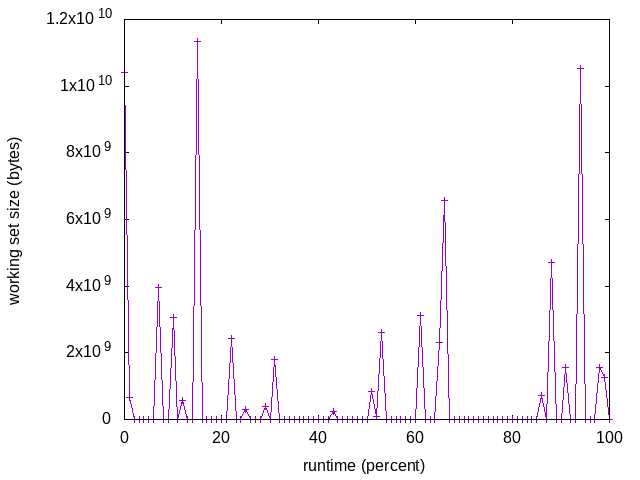 1.2x10^10
1x10^10
8x10^9
6x10^9
4x10^9
2x10^9
0
working set size (bytes)
0 20 40 60 80 100
runtime (percent)